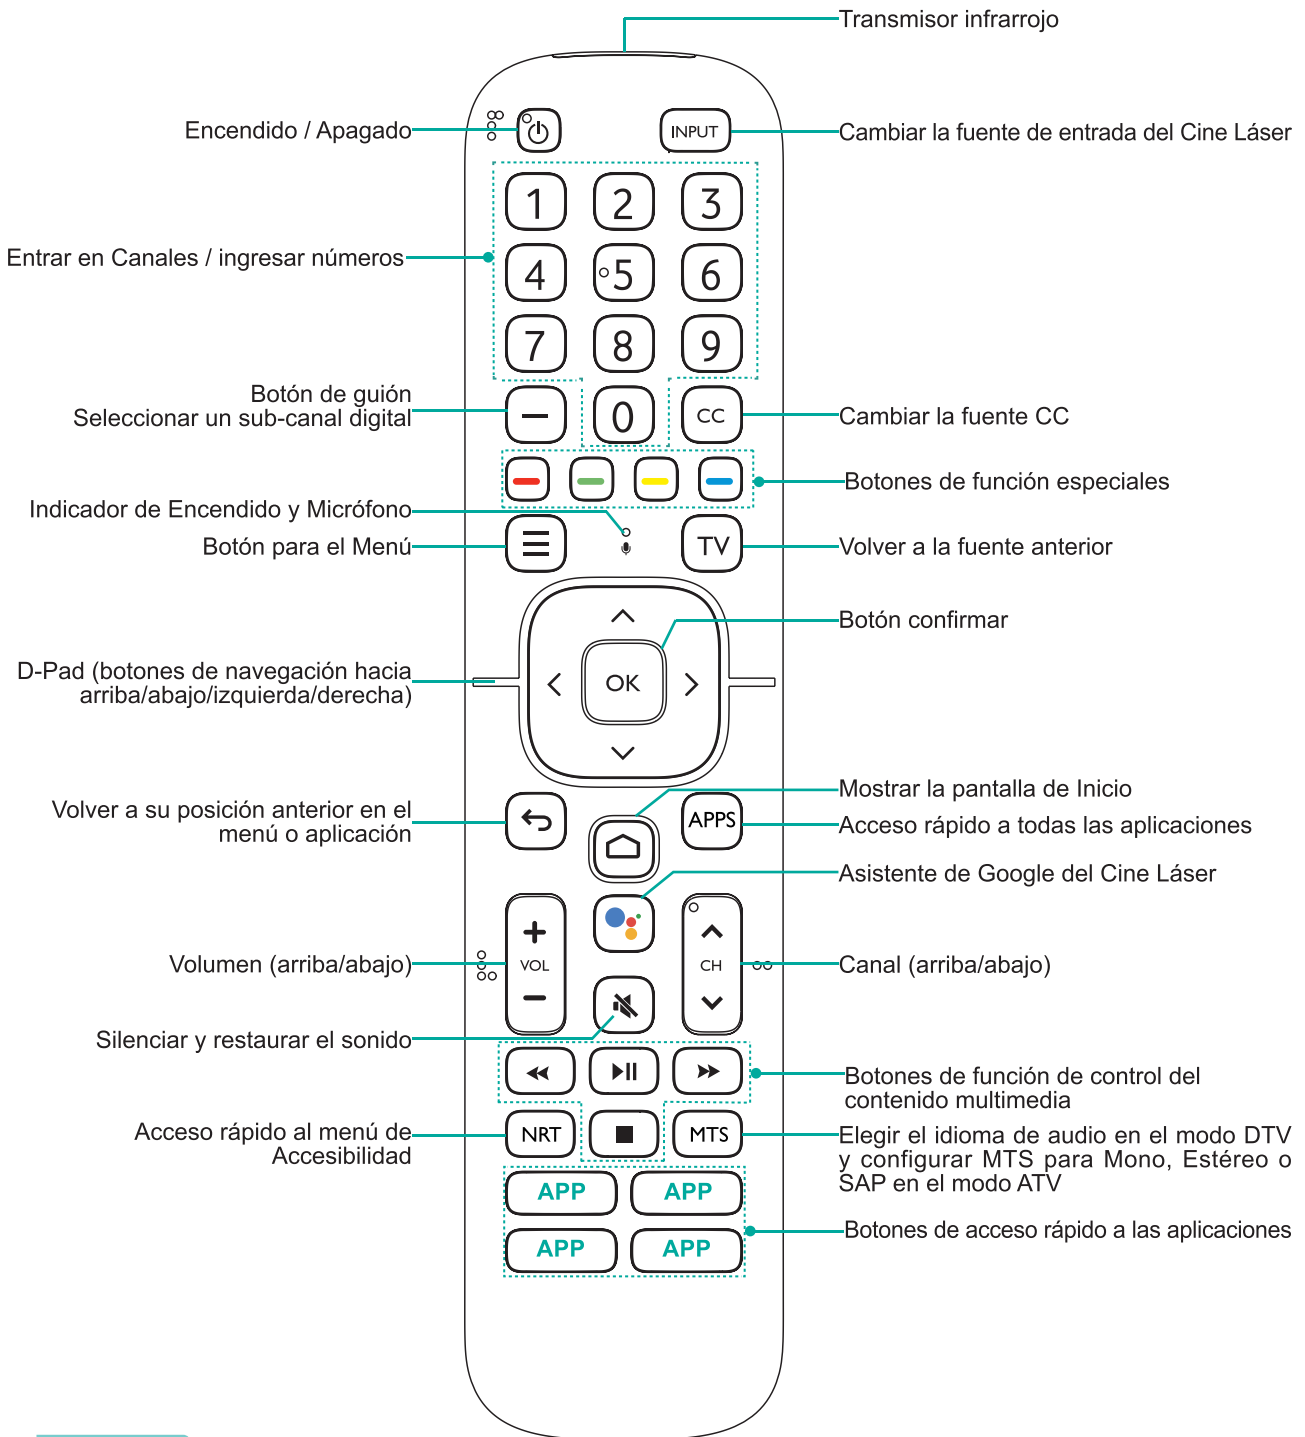 Transmisor infrarrojo
Encendido / Apagado
INPUT
Cambiar la fuente de entrada del Cine Láser
1 2 3
Entrar en Canales / ingresar números
4 5 6
7 8 9
Botón de guión
Seleccionar un sub-canal digital
0
CC
Cambiar la fuente CC
Botones de función especiales
Indicador de Encendido y Micrófono
Botón para el Menú
TV
Volver a la fuente anterior
Botón confirmar
D-Pad (botones de navegación hacia
arriba/abajo/izquierda/derecha)
OK
Mostrar la pantalla de Inicio
Volver a su posición anterior en el
menú o aplicación
APPS
Acceso rápido a todas las aplicaciones
Asistente de Google del Cine Láser
Volumen (arriba/abajo)
VOL
CH
Canal (arriba/abajo)
Silenciar y restaurar el sonido
Botones de función de control del
contenido multimedia
Acceso rápido al menú de
Accesibilidad
NRT
MTS
Elegir el idioma de audio en el modo DTV
y configurar MTS para Mono, Estéreo o
SAP en el modo ATV
APP APP
APP APP
Botones de acceso rápido a las aplicaciones